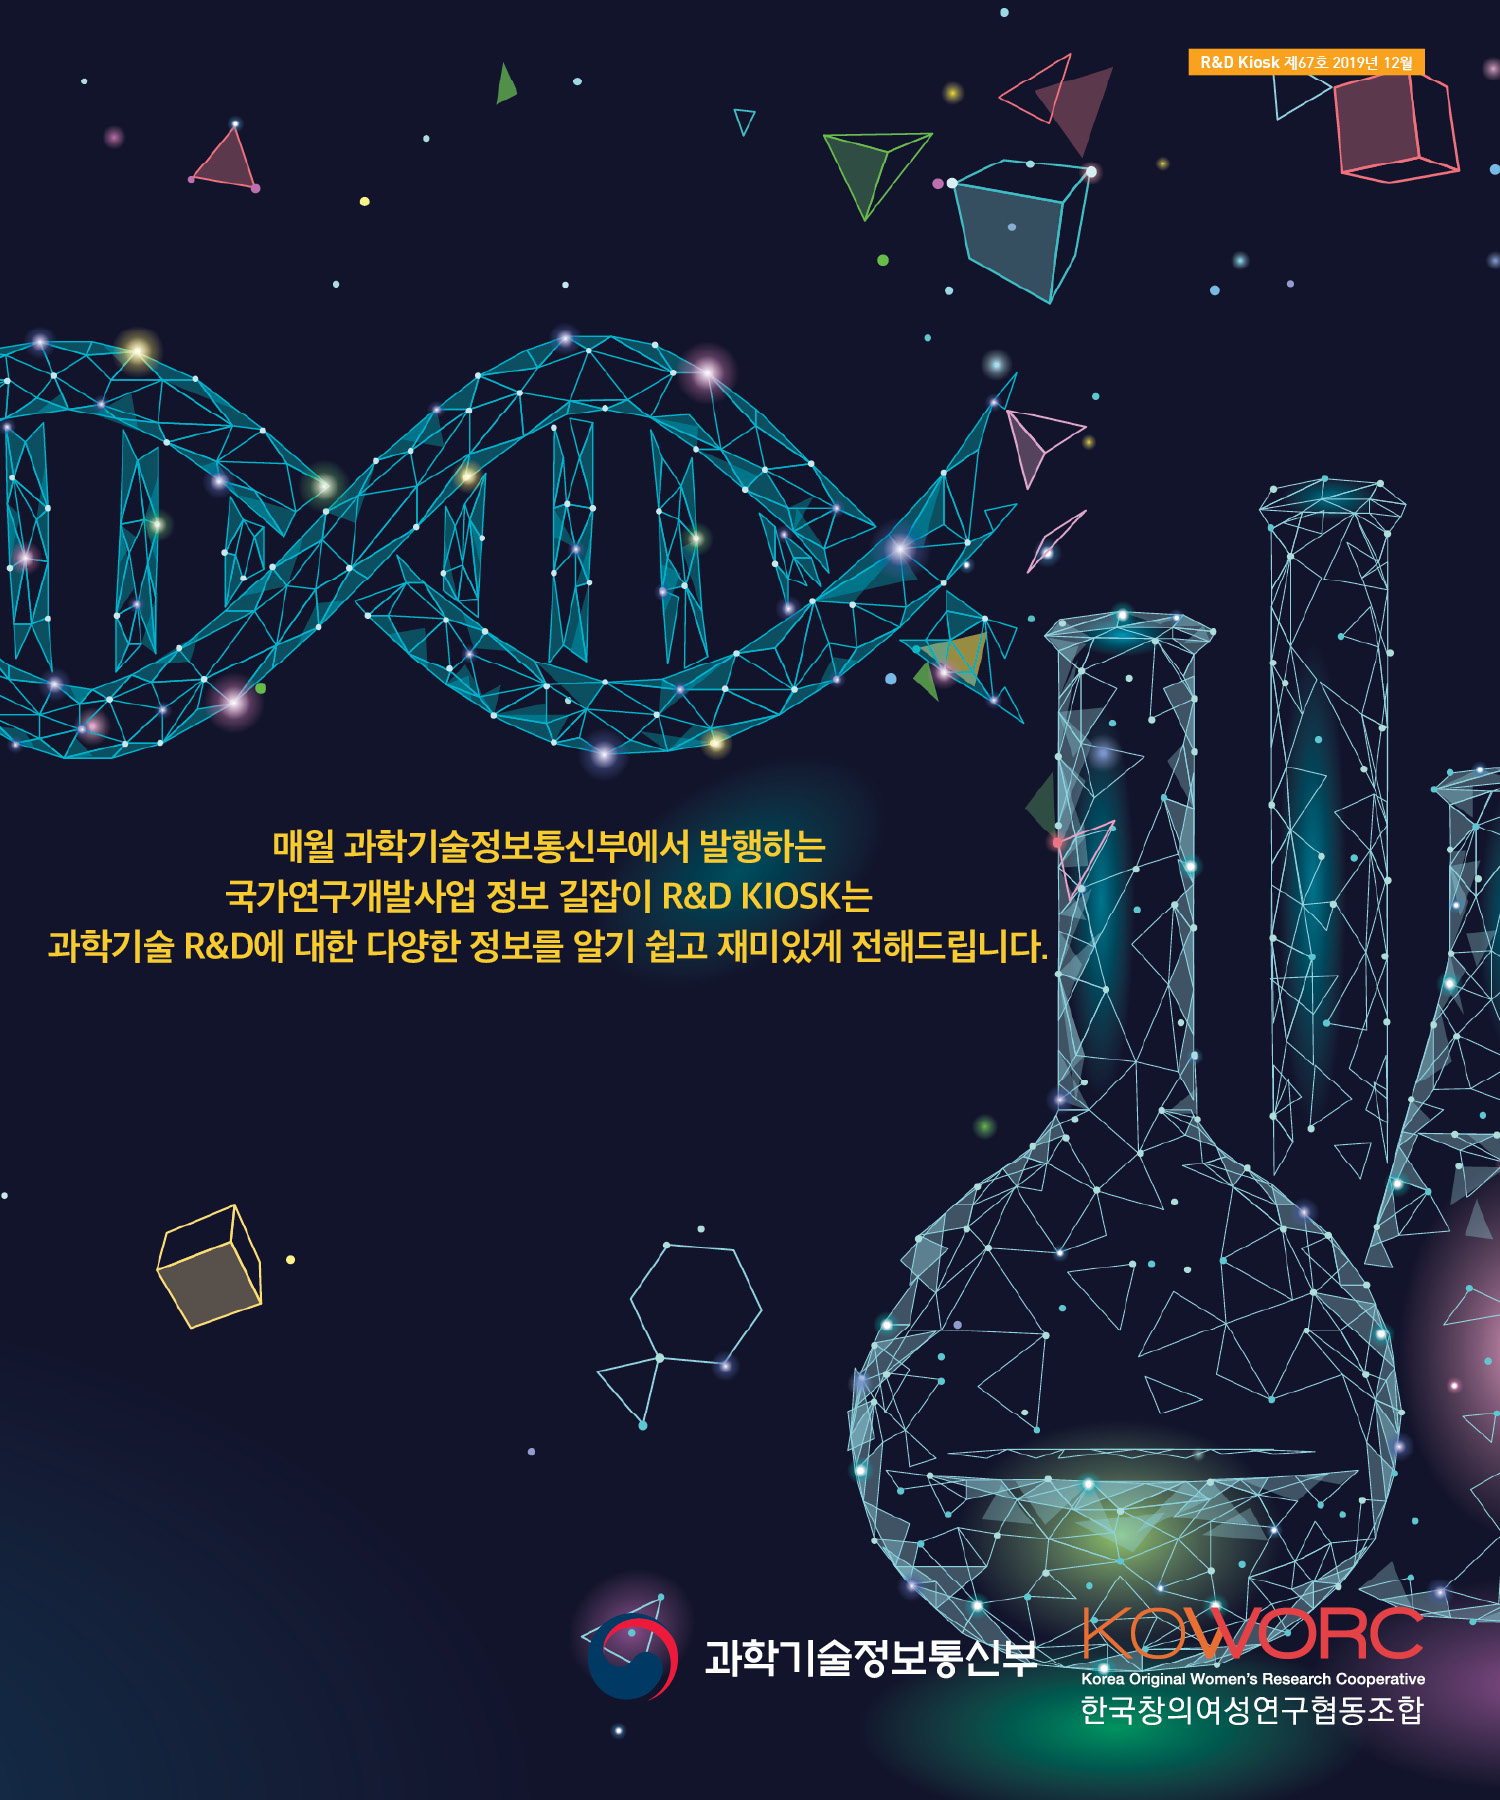 R&D Kiosk 제67호 2019년 12월
매월 과학기술정보통신부에서 발행하는
국가연구개발사업 정보 길잡이 R&D KIOSK는
과학기술 R&D에 대한 다양한 정보를 알기 쉽고 재미있게 전해드립니다.
과학기술정보통신부
KOWORC
Korea Original Women's Research Cooperative
한국창의여성연구협동조합